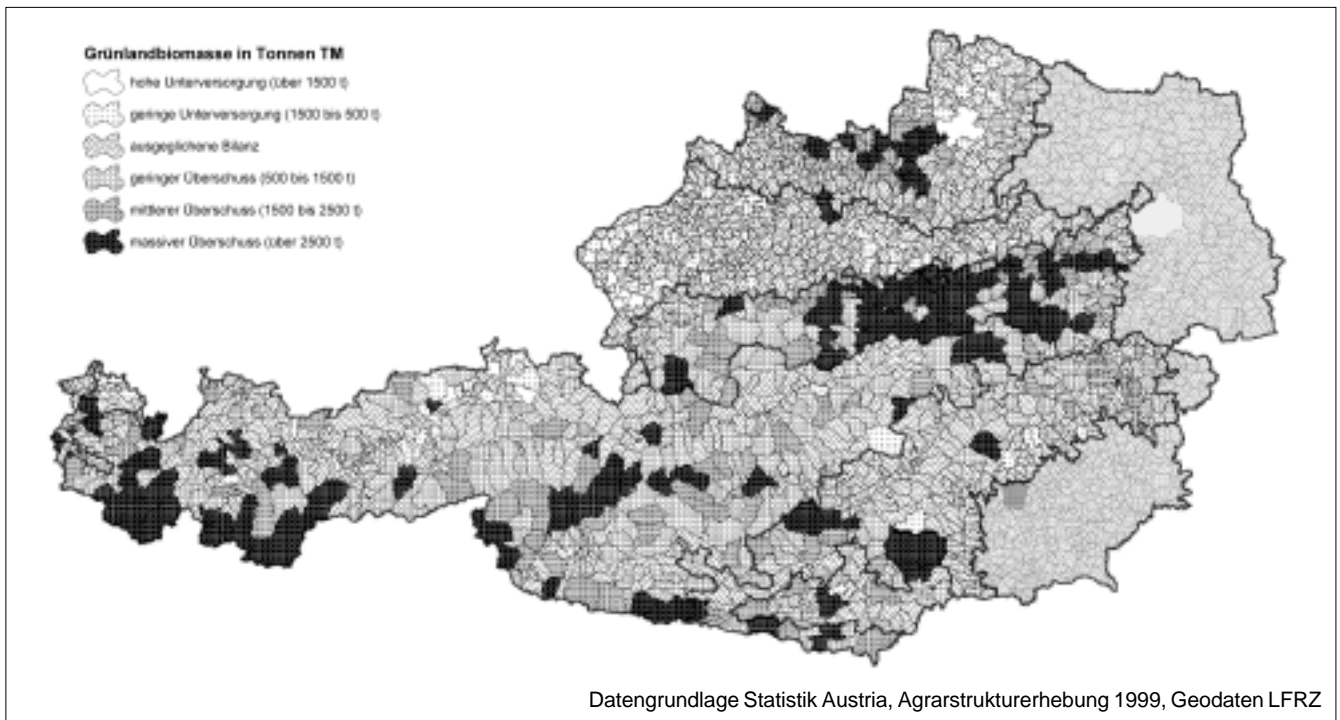 Grünlandbiomasse in Tonnen TM
hohe Unterversorgung (über 1500 t)
geringe Unterversorgung (1500 bis 500 t)
ausgeglichene Bilanz
geringer Überschuss (500 bis 1500 t)
mittlerer Überschuss (1500 bis 2500 t)
massiver Überschuss (über 2500 t)
Datengrundlage Statistik Austria, Agrarstrukturerhebung 1999, Geodaten LFRZ